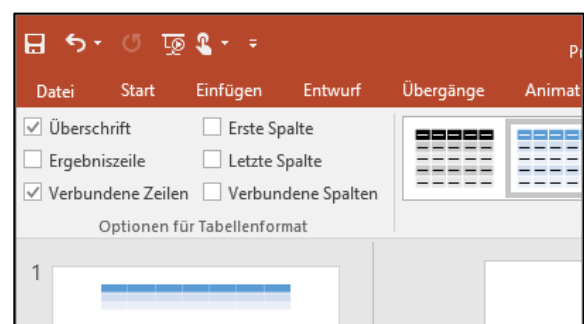 Datei Start Einfügen Entwurf Übergänge
Überschrift Erste Spalte
Ergebniszeile Letzte Spalte
Verbundene Zeilen Verbundene Spalten
Optionen für Tabellenformat
1